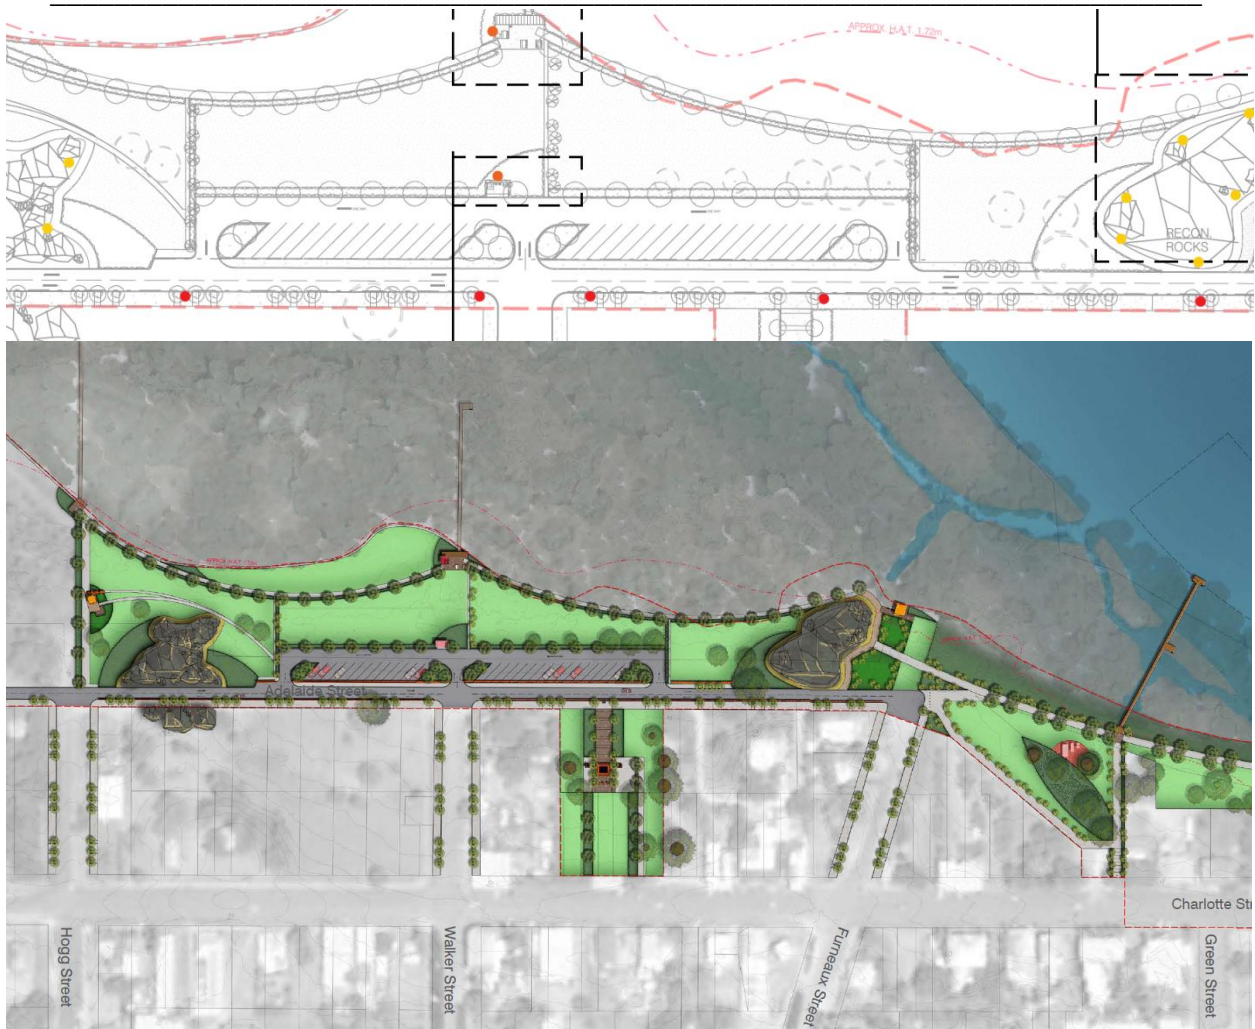 APPROX H.A.T. 1.72m
RECON.
ROCKS
Adelaide Street
Charlotte Str
Hogg Street
Walker Street
Furneaux Street
Green Street